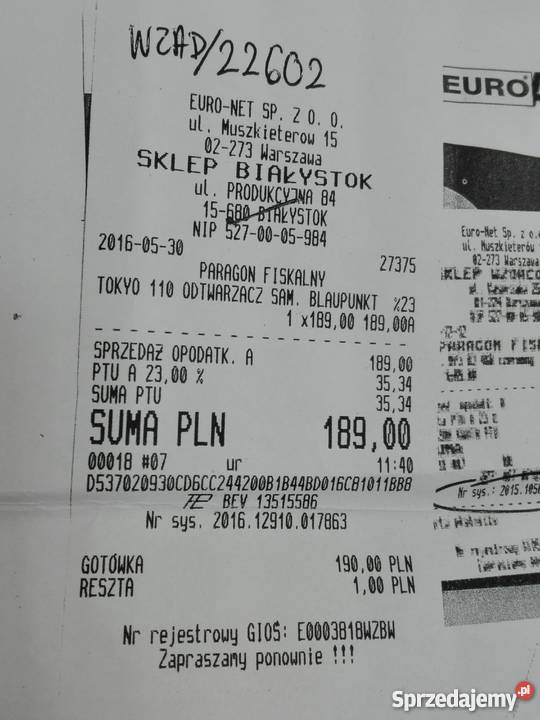 WZAD/22602
EURO-NET SP. Z O. O.
ul. Muszkieterow 15
02-273 Warszawa
SKLEP BIAŁYSTOK
ul. PRODUKCYJNA 84
15-680 BIAŁYSTOK
NIP 527-00-05-984
2016-05-30 27375
PARAGON FISKALNY
TOKYO 110 ODTWARZACZ SAM. BLAUPUNKT %23
1 x189,00 189,00A
SPRZEDAŻ OPODATK. A 189,00
PTU A 23,00 % 35,34
SUMA PTU 35,34
SUMA PLN 189,00
00018 #07 ur 11:40
D537020930CD6CC244200B1B44BD016C81011BB8
BEV 13515586
Nr sys. 2016.12910.017863
GOTÓWKA 190,00 PLN
RESZTA 1,00 PLN
Nr rejestrowy GIOŚ: E0003818WZBW
Zapraszamy ponownie !!!
EURO
Euro-Net Sp. z o.
ul. Muszkieterów
02-273 Warszawa
SKLEP
PARAGON FIS
Nr sys.: 2015.105
Sprzedajemy.pl